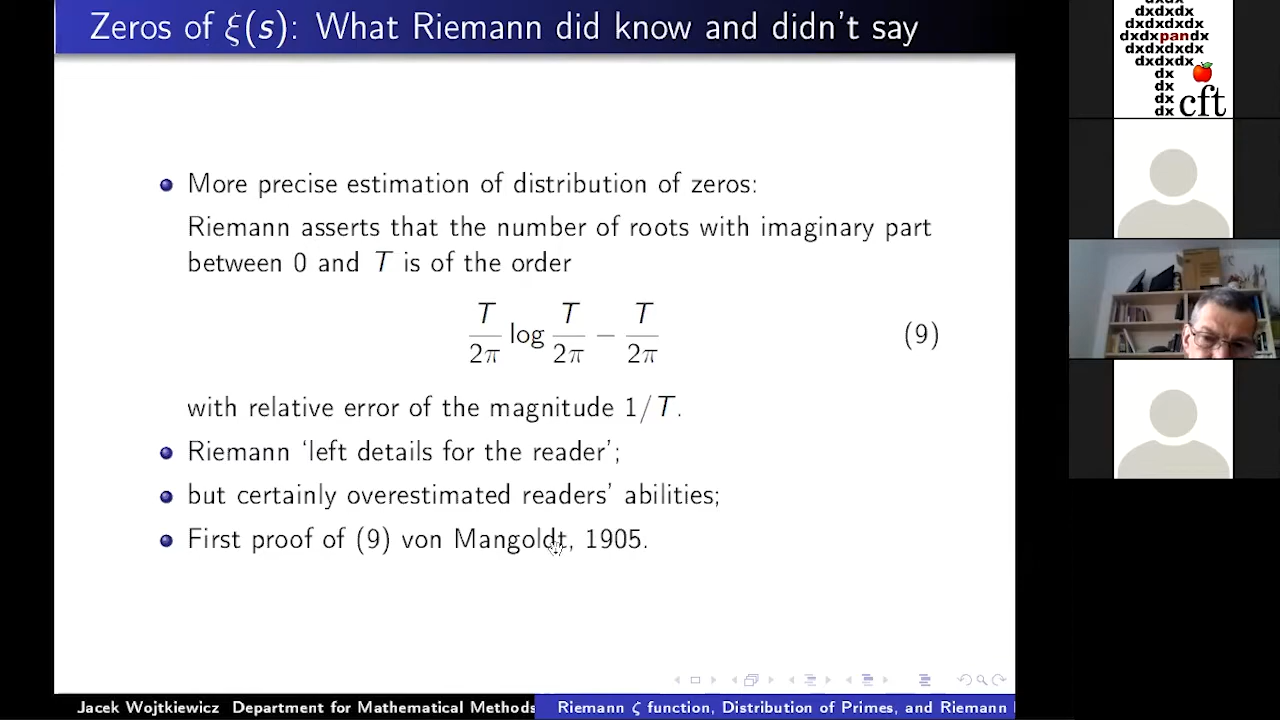 Zeros of ξ(s): What Riemann did know and didn't say
More precise estimation of distribution of zeros:
Riemann asserts that the number of roots with imaginary part
between 0 and T is of the order
T/2π log T/2π − T/2π (9)
with relative error of the magnitude 1/T.
Riemann 'left details for the reader';
but certainly overestimated readers' abilities;
First proof of (9) von Mangoldt, 1905.
Jacek Wojtkiewicz Department for Mathematical Methods
Riemann ζ function, Distribution of Primes, and Riemann
dxdxdx
dxdxdx
dxdxdxdx
dxdxpandx
dxdxdxdx
dxdxdx
dx
dx
dx
dx
cft